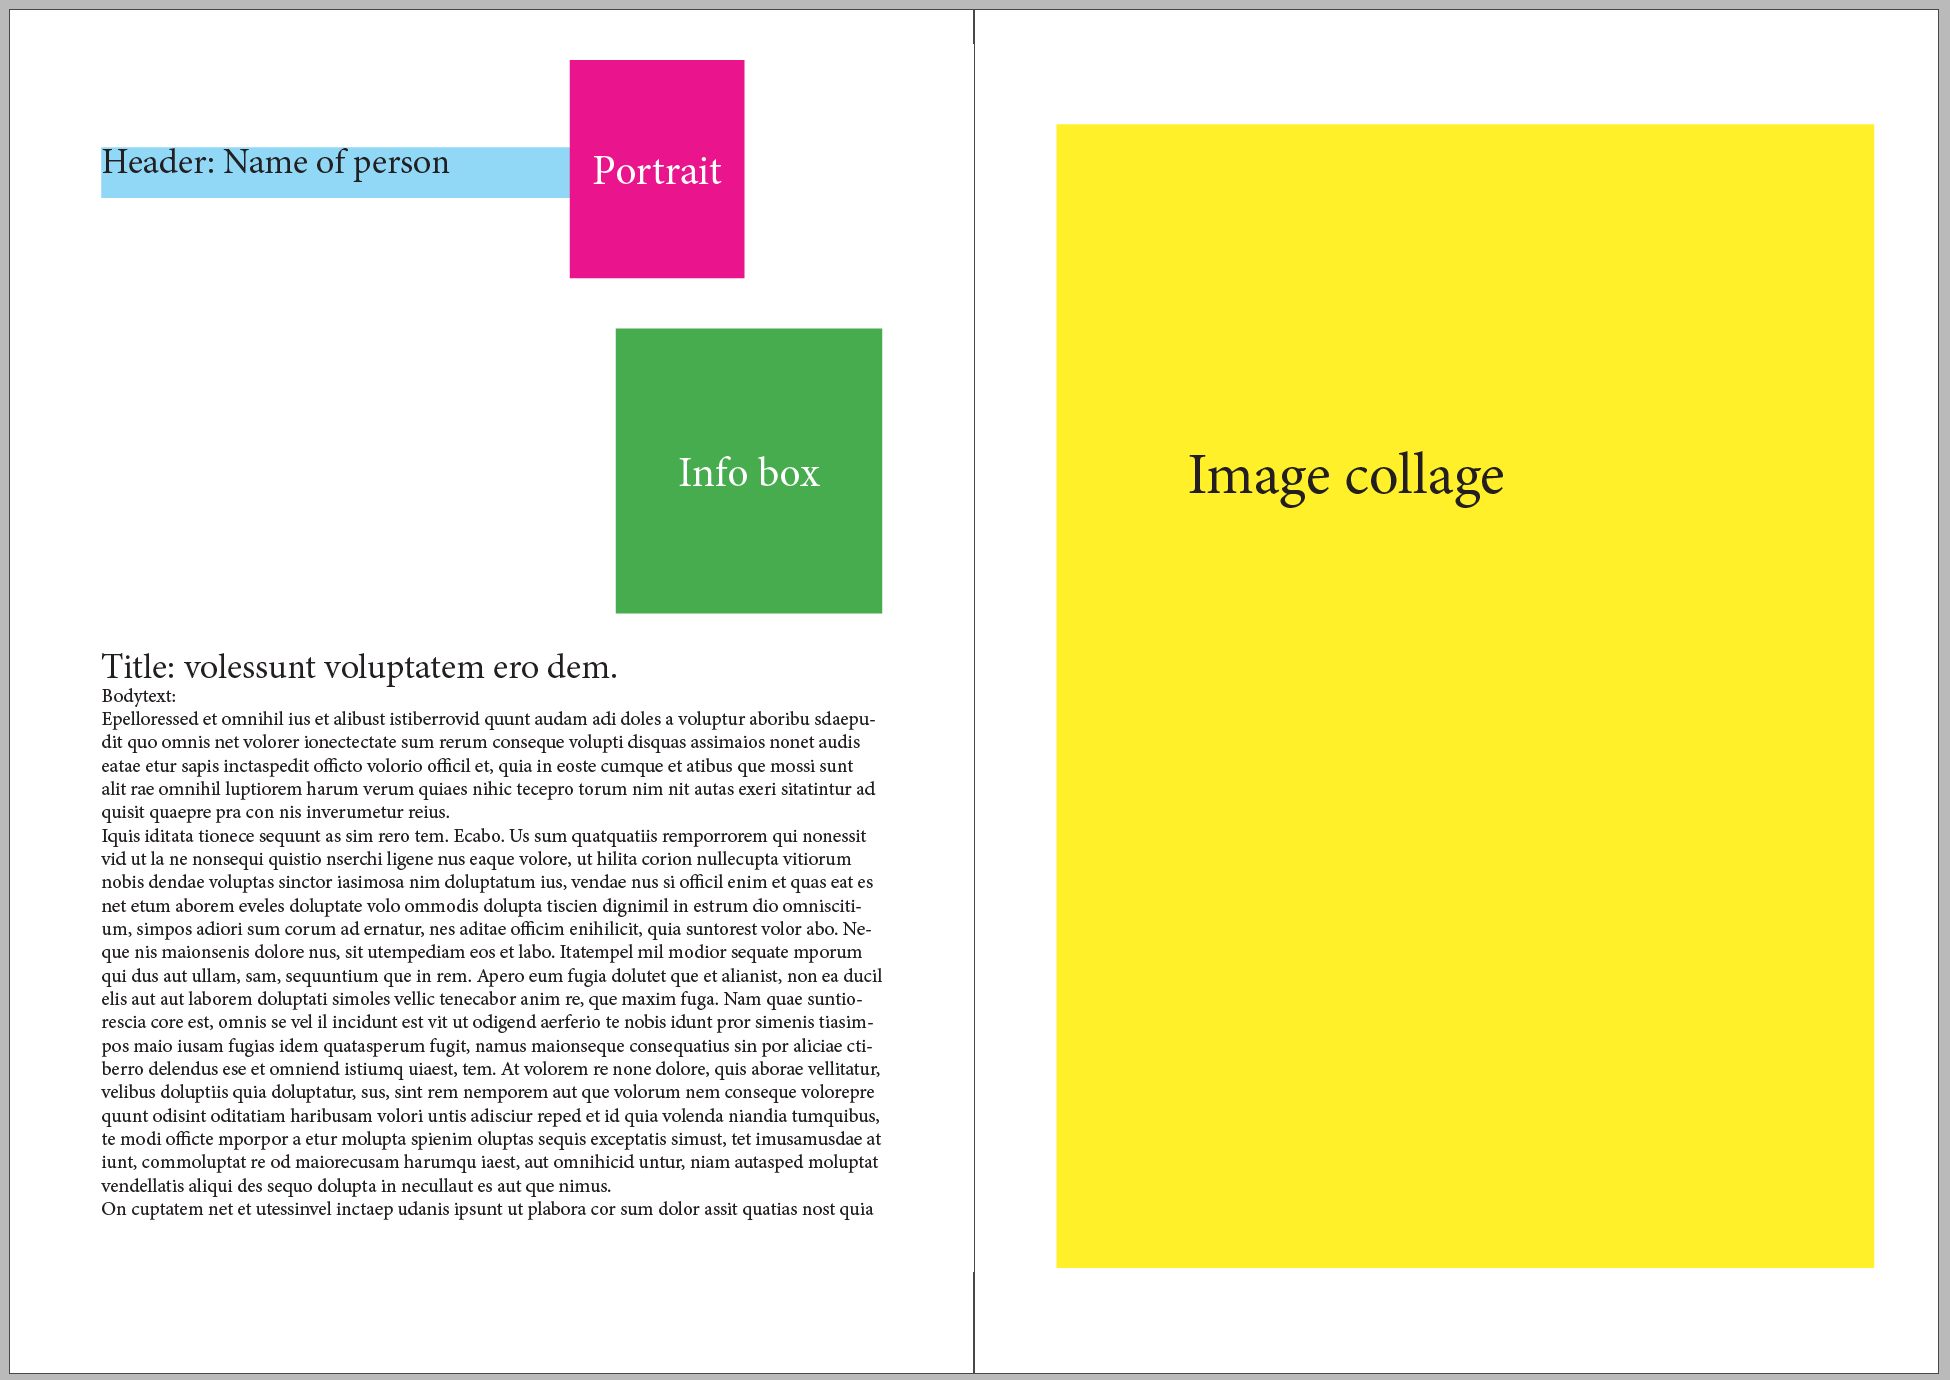 Header: Name of person
Portrait
Info box
Title: volessunt voluptatem ero dem.
Bodytext:
Epelloressed et omnihil ius et alibust istiberrovid quunt audam adi doles a voluptur aboribu sdaepu-
dit quo omnis net volorer ionectectate sum rerum conseque volupti disquas assimaios nonet audis
eatae etur sapis inctaspedit officto volorio officil et, quia in eoste cumque et atibus que mossi sunt
alit rae omnihil luptiorem harum verum quiaes nihic tecepro torum nim nit autas exeri sitatintur ad
quisit quaepre pra con nis inverumetur reius.
Iquis iditata tionece sequunt as sim rero tem. Ecabo. Us sum quatquatiis remporrorem qui nonessit
vid ut la ne nonsequi quistio nserchi ligene nus eaque volore, ut hilita corion nullecupta vitiorum
nobis dendae voluptas sinctor iasimosa nim doluptatum ius, vendae nus si officil enim et quas eat es
net etum aborem eveles doluptate volo ommodis dolupta tiscien dignimil in estrum dio omnisciti-
um, simpos adiori sum corum ad ernatur, nes aditae officim enihilicit, quia suntorest volor abo. Ne-
que nis maionsenis dolore nus, sit utempediam eos et labo. Itatempel mil modior sequate mporum
qui dus aut ullam, sam, sequuntium que in rem. Apero eum fugia dolutet que et alianist, non ea ducil
elis aut aut laborem doluptati simoles vellic tenecabor anim re, que maxim fuga. Nam quae suntio-
rescia core est, omnis se vel il incidunt est vit ut odigend aerferio te nobis idunt pror simenis tiasim-
pos maio iusam fugias idem quatasperum fugit, namus maionseque consequatius sin por aliciae cti-
berro delendus ese et omniend istiumq uiaest, tem. At volorem re none dolore, quis aborae vellitatur,
velibus doluptiis quia doluptatur, sus, sint rem nemporem aut que volorum nem conseque volorepre
quunt odisint oditatiam haribusam volori untis adisciur reped et id quia volenda niandia tumquibus,
te modi officte mporpor a etur molupta spienim oluptas sequis exceptatis simust, tet imusamusdae at
iunt, commoluptat re od maiorecusam harumqu iaest, aut omnihicid untur, niam autasped moluptat
vendellatis aliqui des sequo dolupta in necullaut es aut que nimus.
On cuptatem net et utessinvel inctaep udanis ipsunt ut plabora cor sum dolor assit quatias nost quia
Image collage